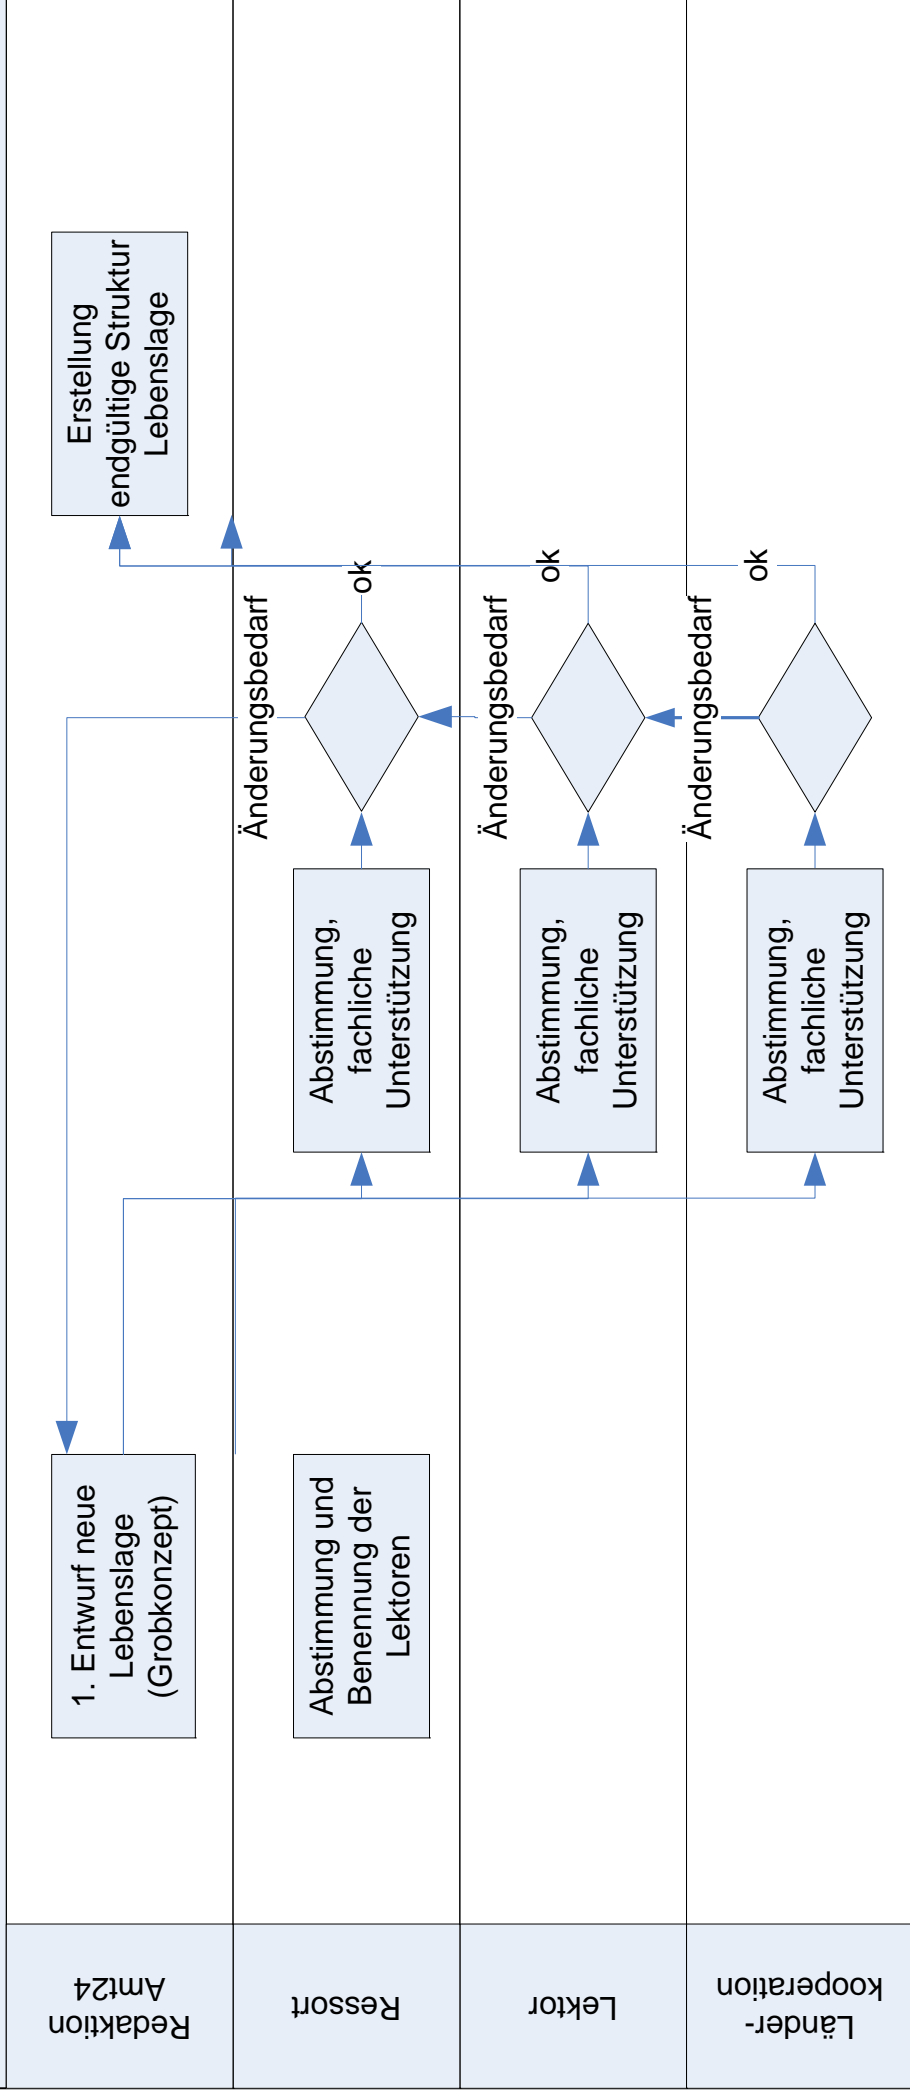 Redaktion
Amt24
1. Entwurf neue
Lebenslage
(Grobkonzept)
Erstellung
endgültige Struktur
Lebenslage
Ressort
Abstimmung und
Benennung der
Lektoren
Abstimmung,
fachliche
Unterstützung
Änderungsbedarf
ok
Lektor
Abstimmung,
fachliche
Unterstützung
Änderungsbedarf
ok
Länder-
kooperation
Abstimmung,
fachliche
Unterstützung
Änderungsbedarf
ok